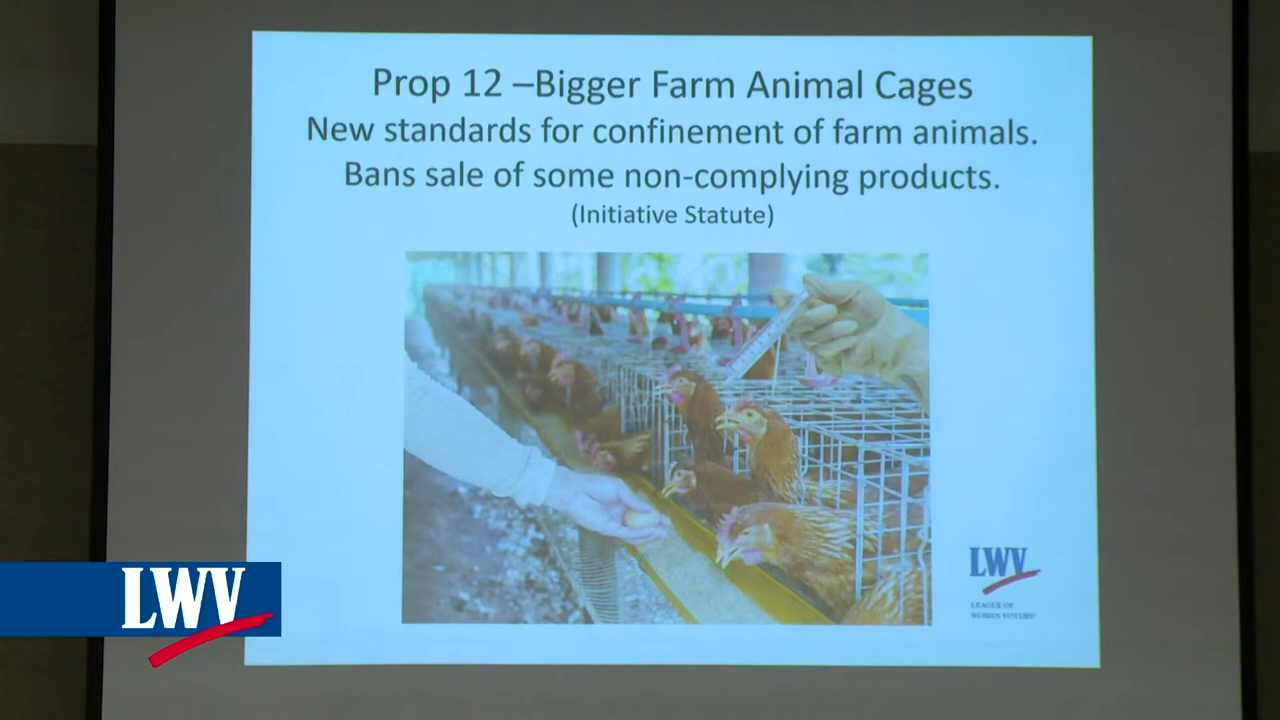 Prop 12 –Bigger Farm Animal Cages
New standards for confinement of farm animals.
Bans sale of some non-complying products.
(Initiative Statute)
LWV
LEAGUE OF
WOMEN VOTERS®
LWV